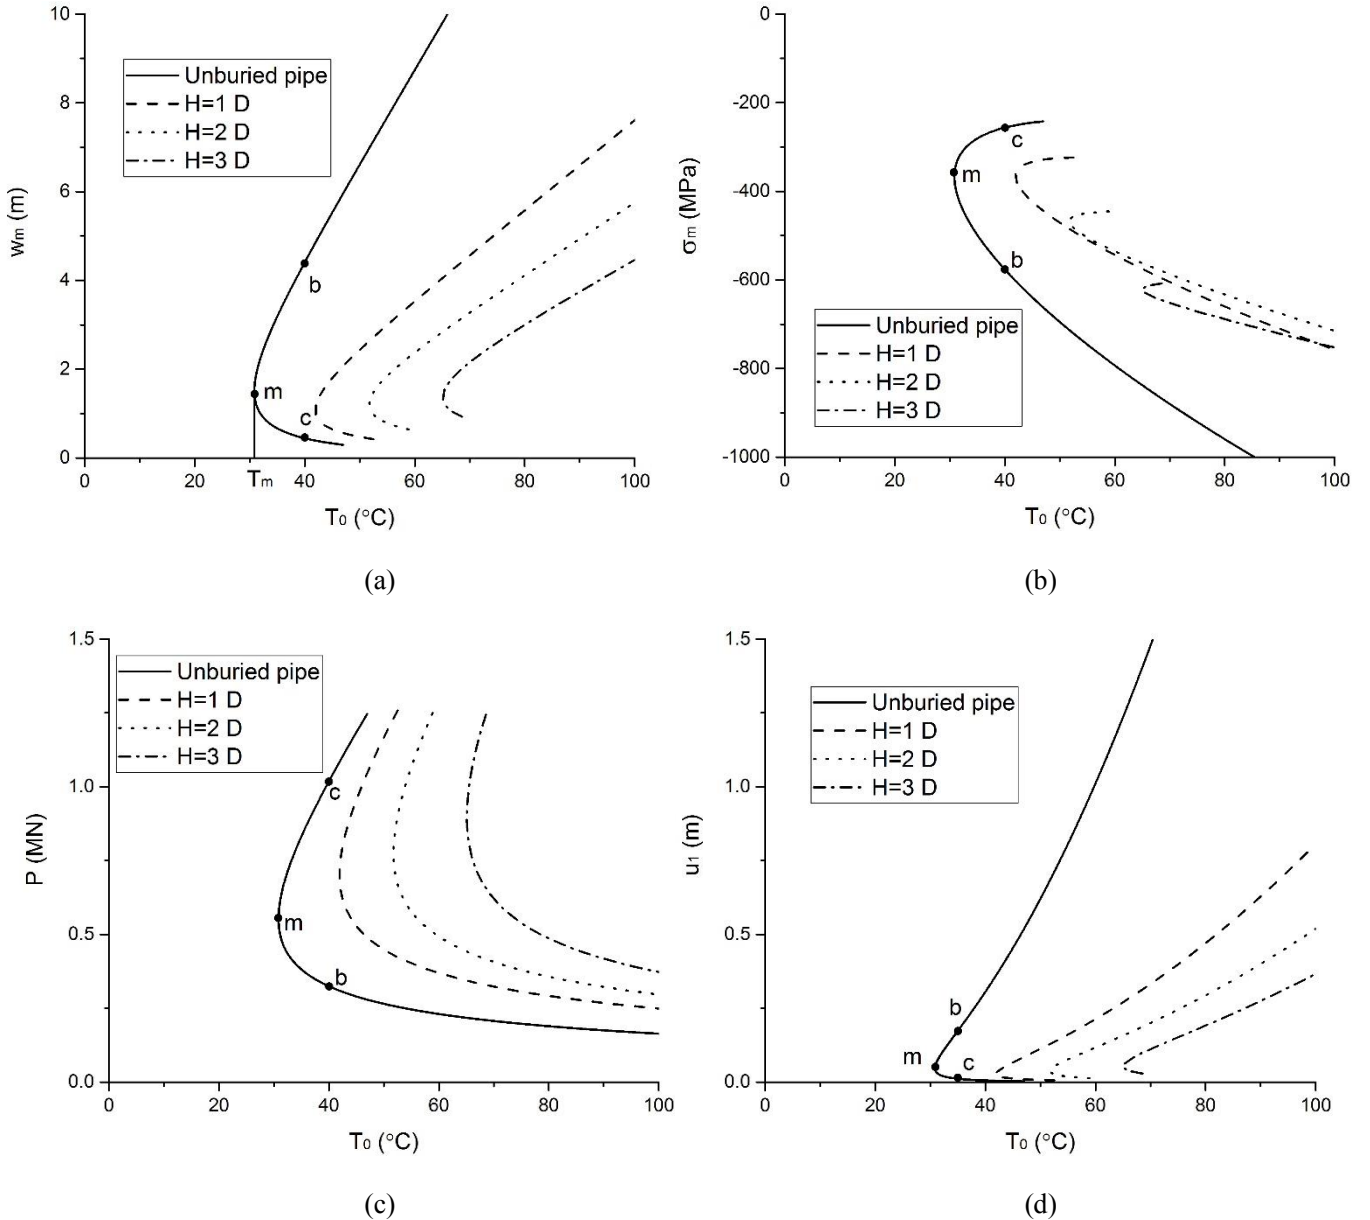 10
8
6
4
2
0
wₘ (m)
Unburied pipe
H=1 D
H=2 D
H=3 D
b
m
c
Tₘ
0 20 40 60 80 100
T₀ (°C)
(a)
0
-200
-400
-600
-800
-1000
σₘ (MPa)
c
m
b
Unburied pipe
H=1 D
H=2 D
H=3 D
0 20 40 60 80 100
T₀ (°C)
(b)
1.5
1.0
0.5
0.0
P (MN)
Unburied pipe
H=1 D
H=2 D
H=3 D
c
m
b
0 20 40 60 80 100
T₀ (°C)
(c)
1.5
1.0
0.5
0.0
u₁ (m)
Unburied pipe
H=1 D
H=2 D
H=3 D
b
m
c
0 20 40 60 80 100
T₀ (°C)
(d)